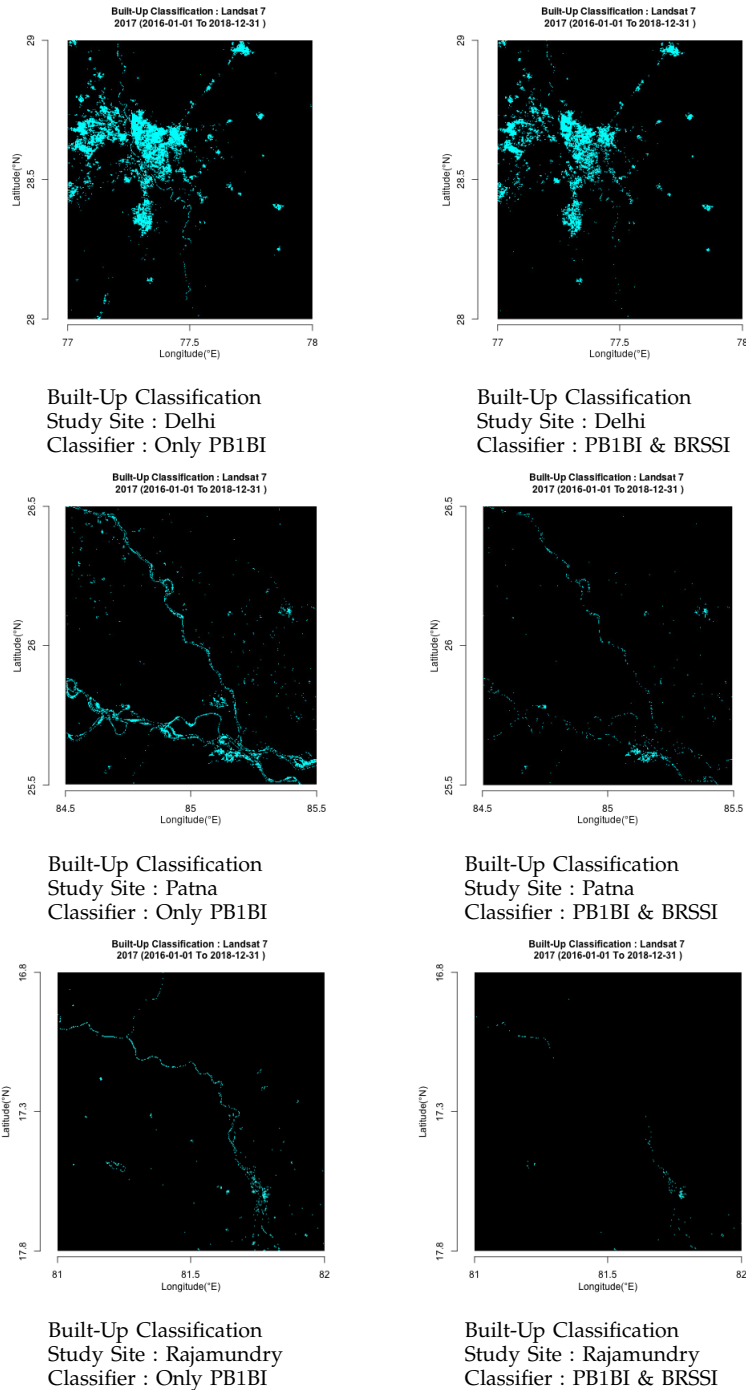 Built-Up Classification : Landsat 7
2017 (2016-01-01 To 2018-12-31 )
29
28.5
28
Latitude(°N)
77
77.5
78
Longitude(°E)
Built-Up Classification
Study Site : Delhi
Classifier : Only PB1BI
Built-Up Classification : Landsat 7
2017 (2016-01-01 To 2018-12-31 )
29
28.5
28
Latitude(°N)
77
77.5
78
Longitude(°E)
Built-Up Classification
Study Site : Delhi
Classifier : PB1BI & BRSSI
Built-Up Classification : Landsat 7
2017 (2016-01-01 To 2018-12-31 )
26.5
26
25.5
Latitude(°N)
84.5
85
85.5
Longitude(°E)
Built-Up Classification
Study Site : Patna
Classifier : Only PB1BI
Built-Up Classification : Landsat 7
2017 (2016-01-01 To 2018-12-31 )
26.5
26
25.5
Latitude(°N)
84.5
85
85.5
Longitude(°E)
Built-Up Classification
Study Site : Patna
Classifier : PB1BI & BRSSI
Built-Up Classification : Landsat 7
2017 (2016-01-01 To 2018-12-31 )
16.8
17.3
17.8
Latitude(°N)
81
81.5
82
Longitude(°E)
Built-Up Classification
Study Site : Rajamundry
Classifier : Only PB1BI
Built-Up Classification : Landsat 7
2017 (2016-01-01 To 2018-12-31 )
16.8
17.3
17.8
Latitude(°N)
81
81.5
82
Longitude(°E)
Built-Up Classification
Study Site : Rajamundry
Classifier : PB1BI & BRSSI